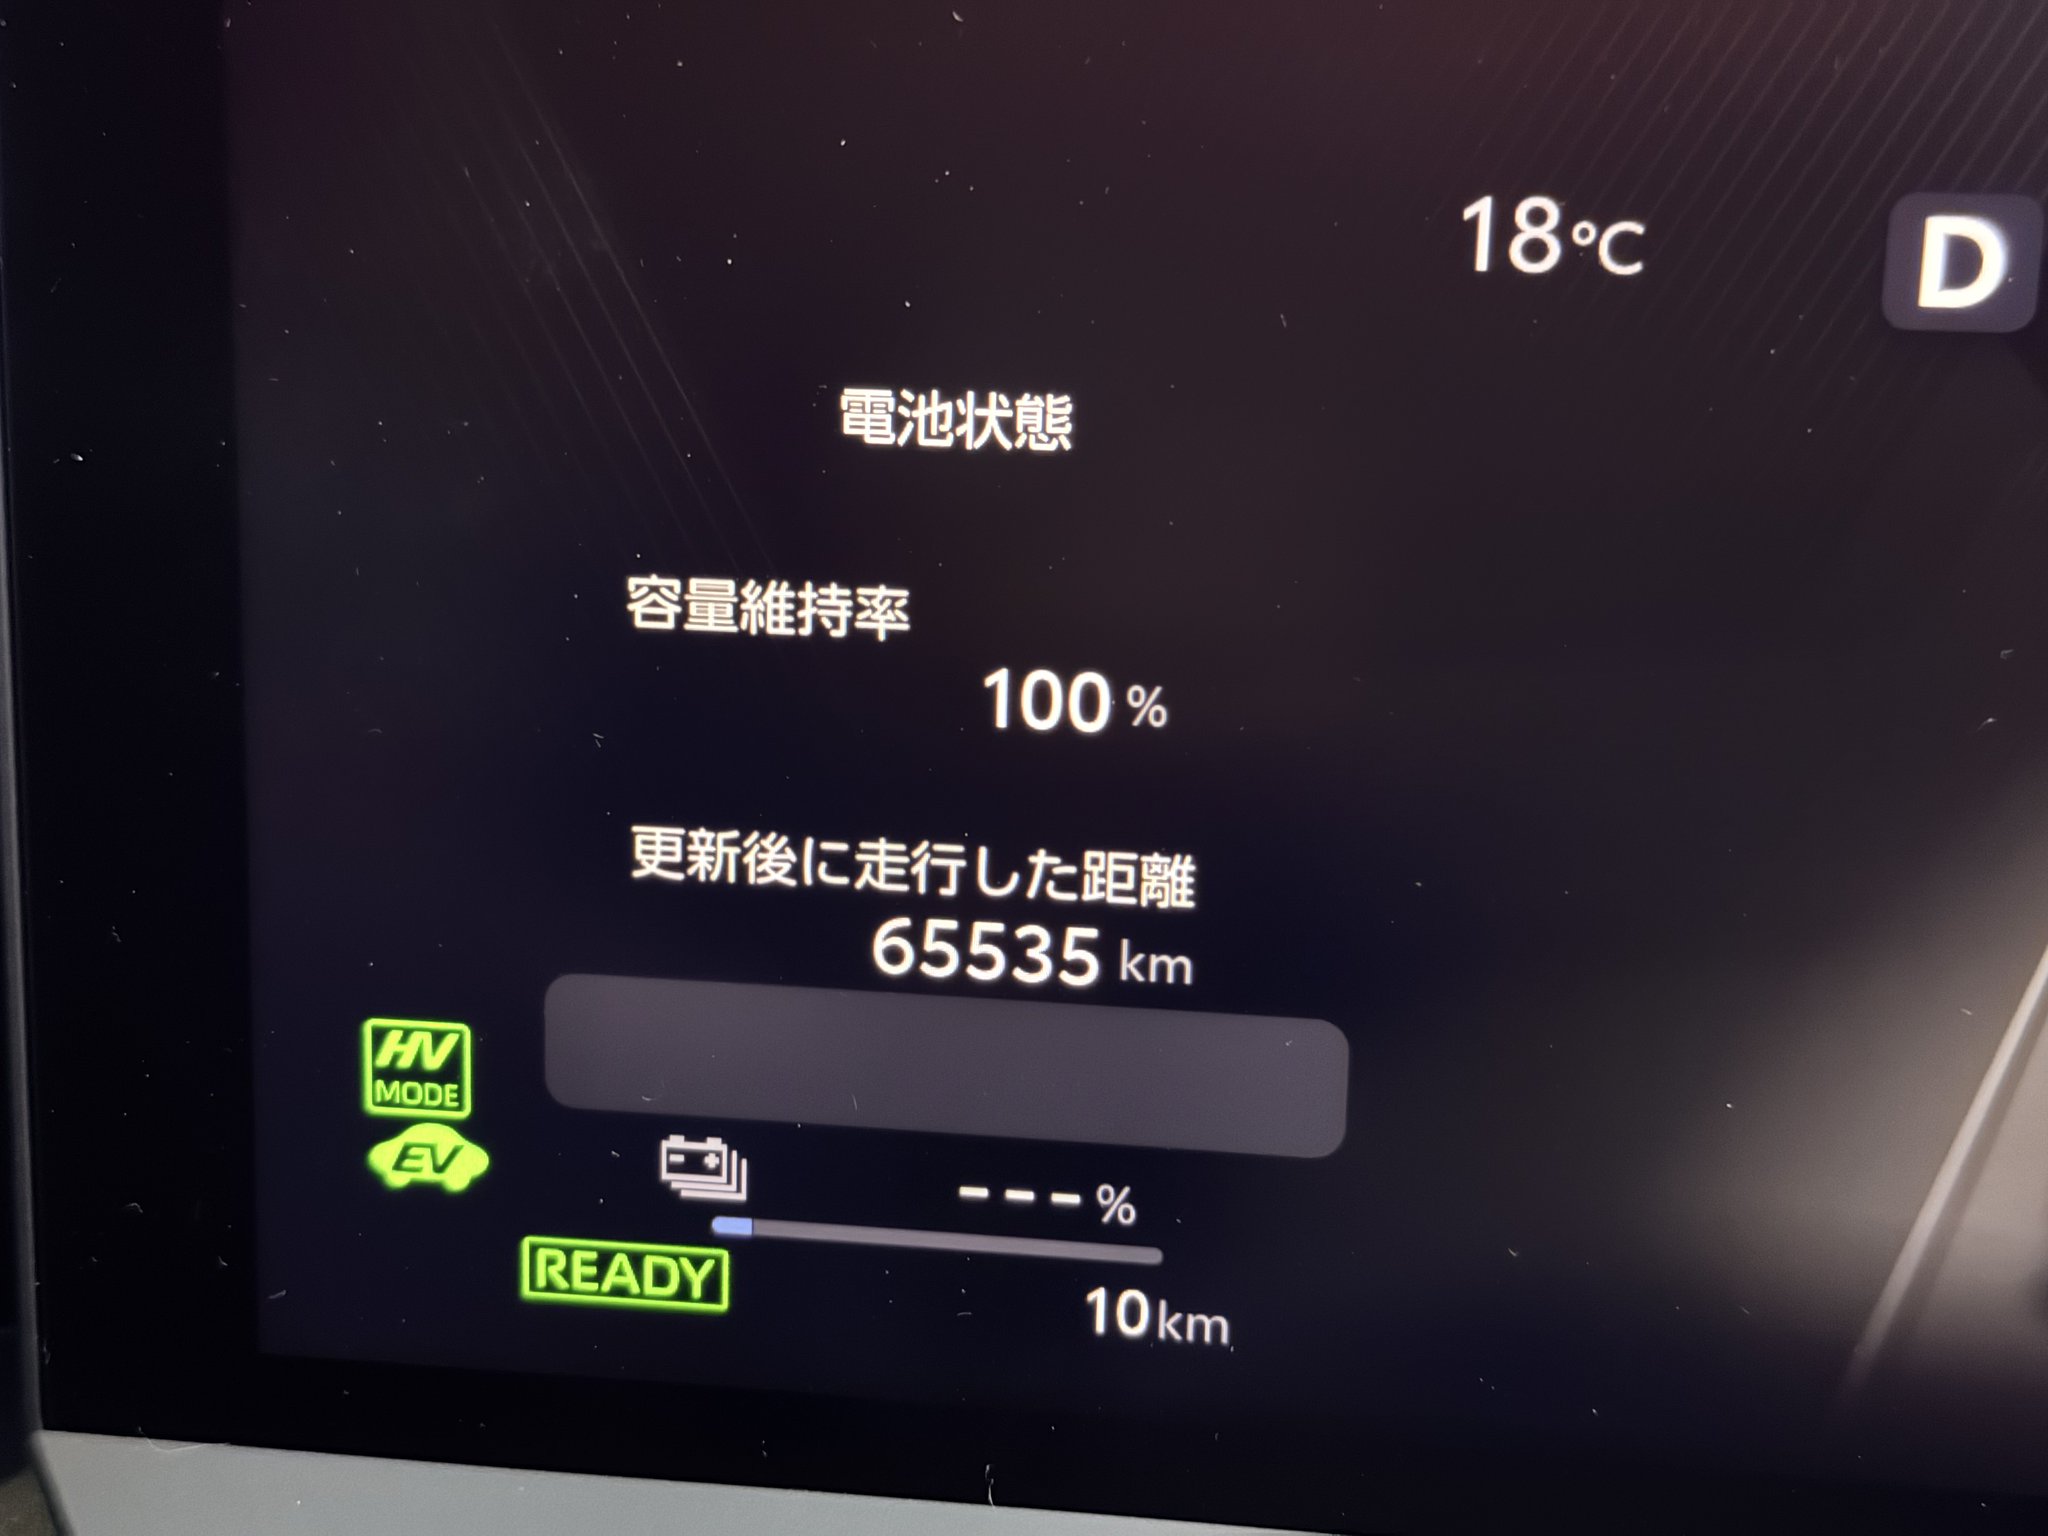 18°C
D
電池状態
容量維持率
100 %
更新後に走行した距離
65535 km
HV
MODE
EV
---%
READY
10km